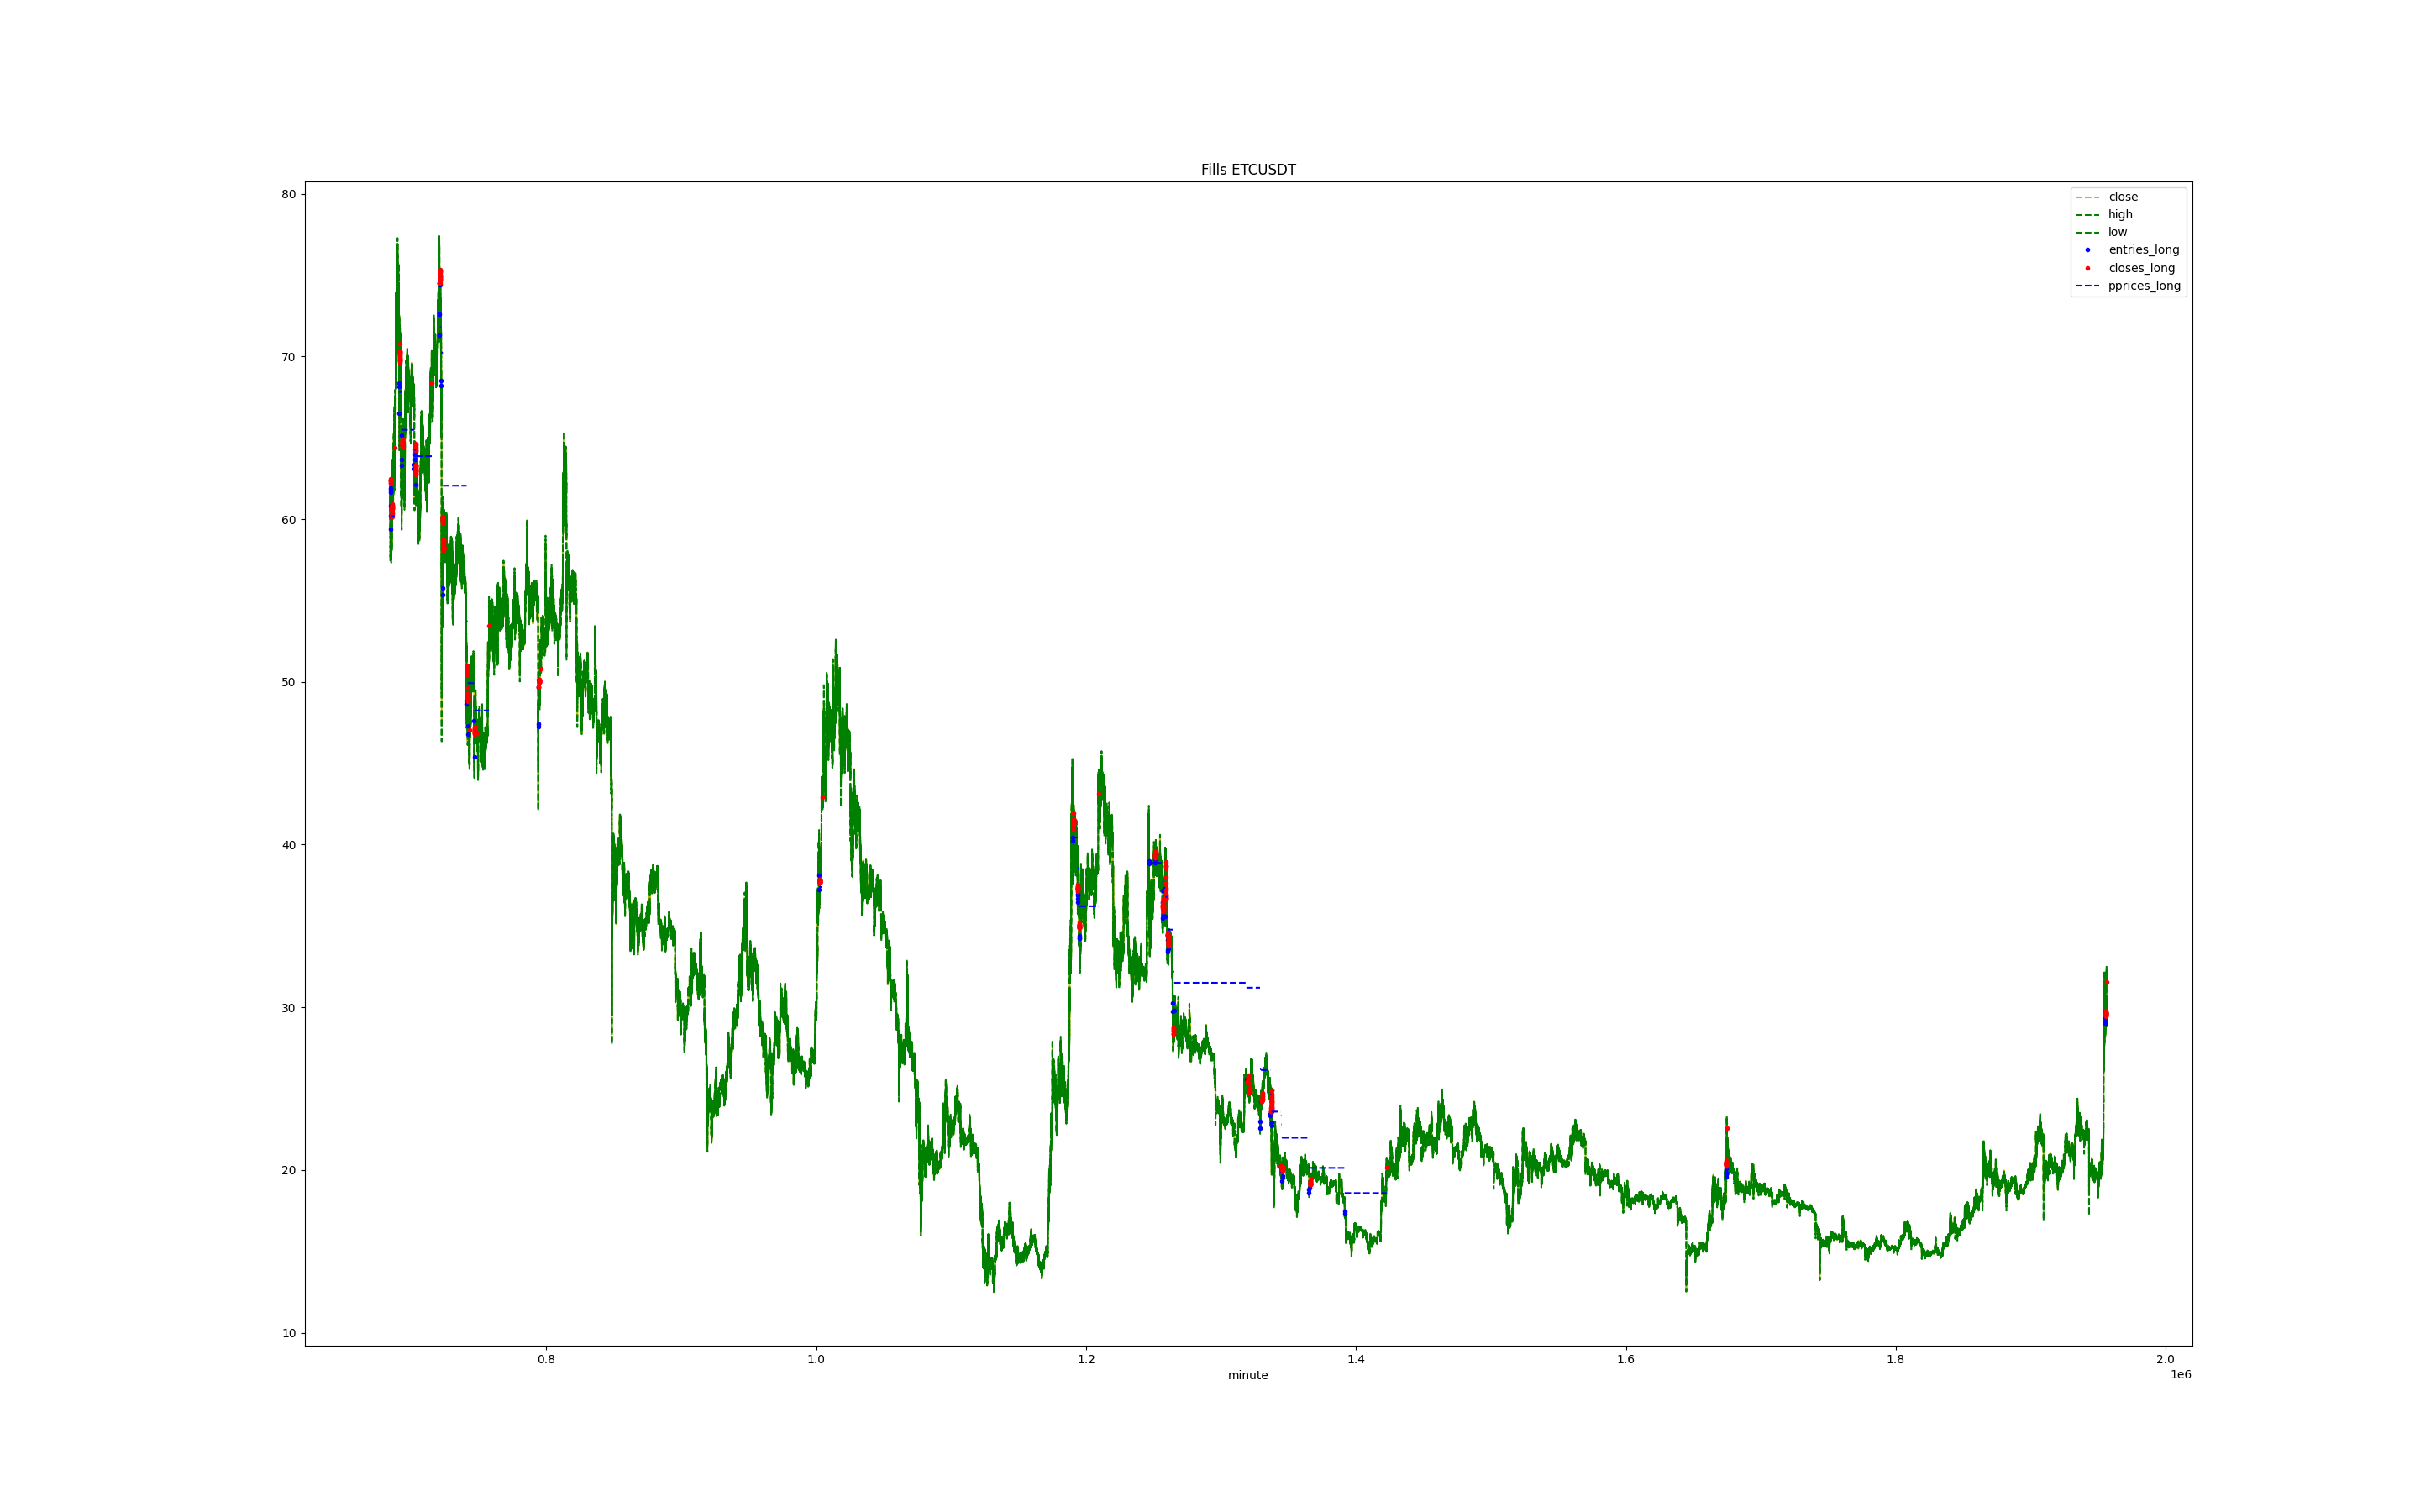 Fills ETCUSDT
80
70
60
50
40
30
20
10
close
high
low
entries_long
closes_long
pprices_long
0.8 1.0 1.2 1.4 1.6 1.8 2.0
minute
1e6